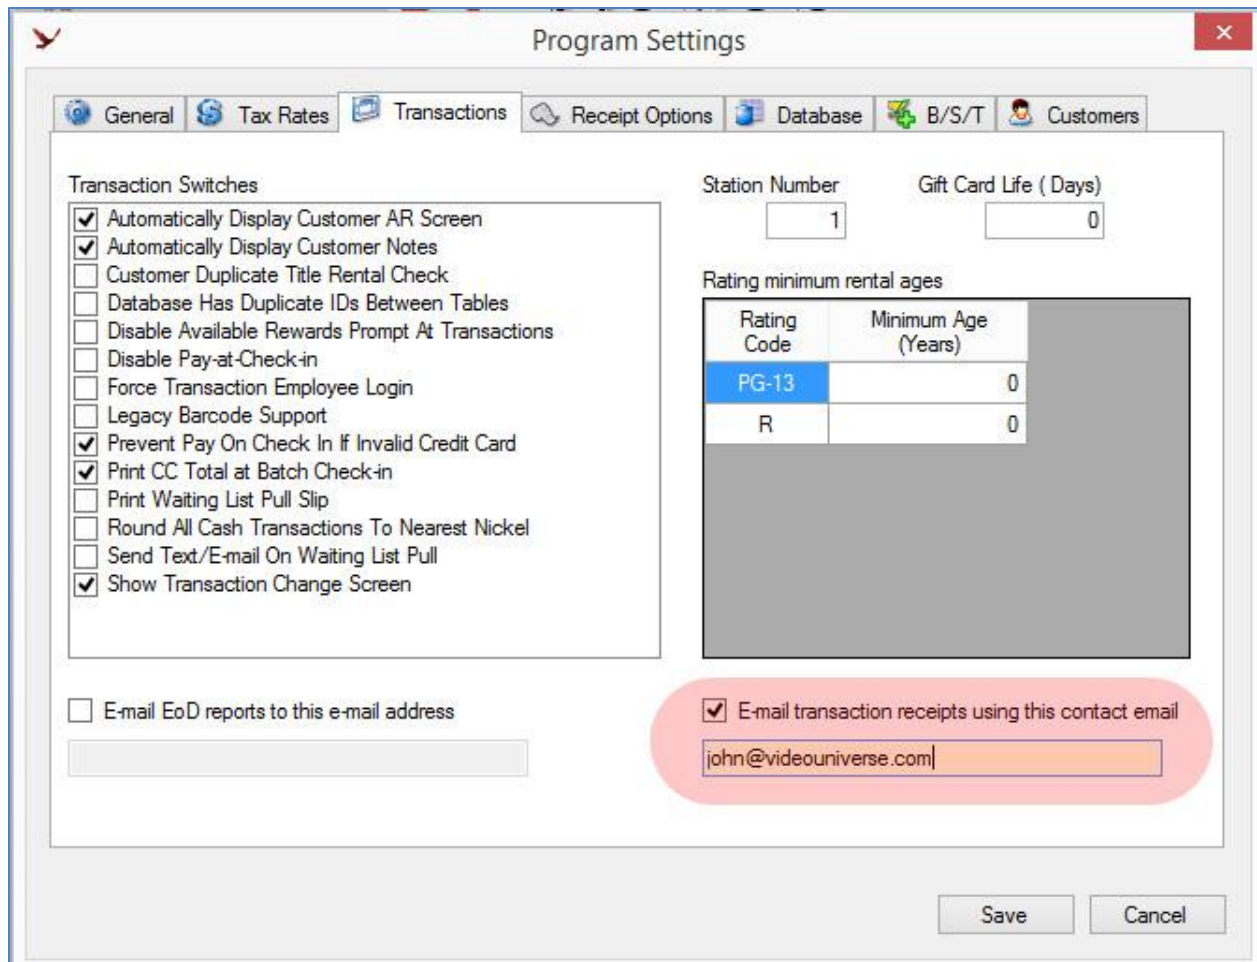 Program Settings
General Tax Rates Transactions Receipt Options Database B/S/T Customers
Transaction Switches
Automatically Display Customer AR Screen
Automatically Display Customer Notes
Customer Duplicate Title Rental Check
Database Has Duplicate IDs Between Tables
Disable Available Rewards Prompt At Transactions
Disable Pay-at-Check-in
Force Transaction Employee Login
Legacy Barcode Support
Prevent Pay On Check In If Invalid Credit Card
Print CC Total at Batch Check-in
Print Waiting List Pull Slip
Round All Cash Transactions To Nearest Nickel
Send Text/E-mail On Waiting List Pull
Show Transaction Change Screen
Station Number
1
Gift Card Life ( Days)
0
Rating minimum rental ages
Rating Code
Minimum Age (Years)
PG-13 0
R 0
E-mail EoD reports to this e-mail address
E-mail transaction receipts using this contact email
john@videouniverse.com
Save Cancel